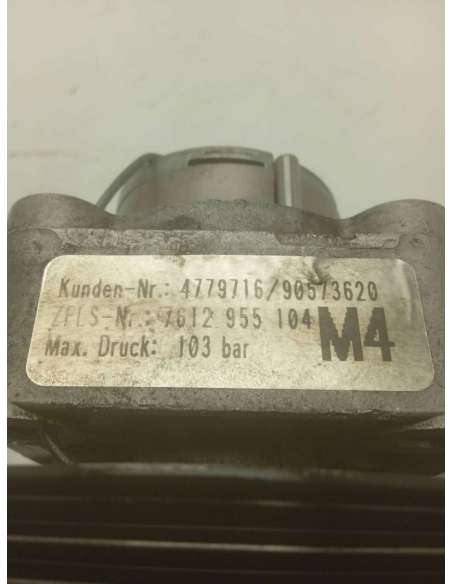 Kunden-Nr.: 4779716/90573620
ZFLS-Nr.: 7612 955 104
Max. Druck: 103 bar
M4